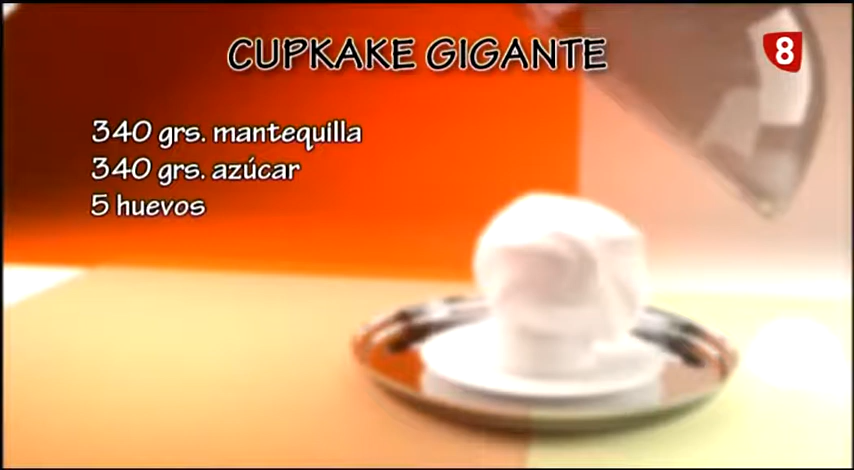 CUPKAKE GIGANTE
8
340 grs. mantequilla
340 grs. azúcar
5 huevos